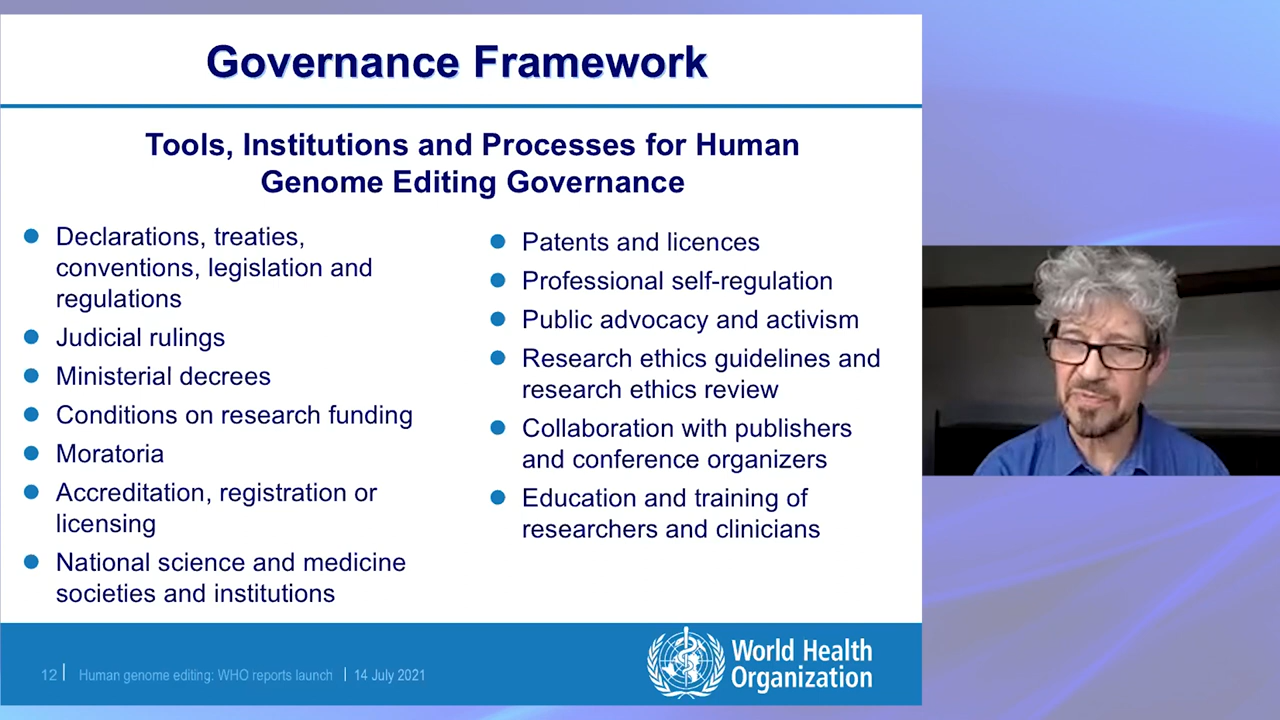 Governance Framework
Tools, Institutions and Processes for Human
Genome Editing Governance
Declarations, treaties,
conventions, legislation and
regulations
Judicial rulings
Ministerial decrees
Conditions on research funding
Moratoria
Accreditation, registration or
licensing
National science and medicine
societies and institutions
Patents and licences
Professional self-regulation
Public advocacy and activism
Research ethics guidelines and
research ethics review
Collaboration with publishers
and conference organizers
Education and training of
researchers and clinicians
12 | Human genome editing: WHO reports launch | 14 July 2021
World Health
Organization